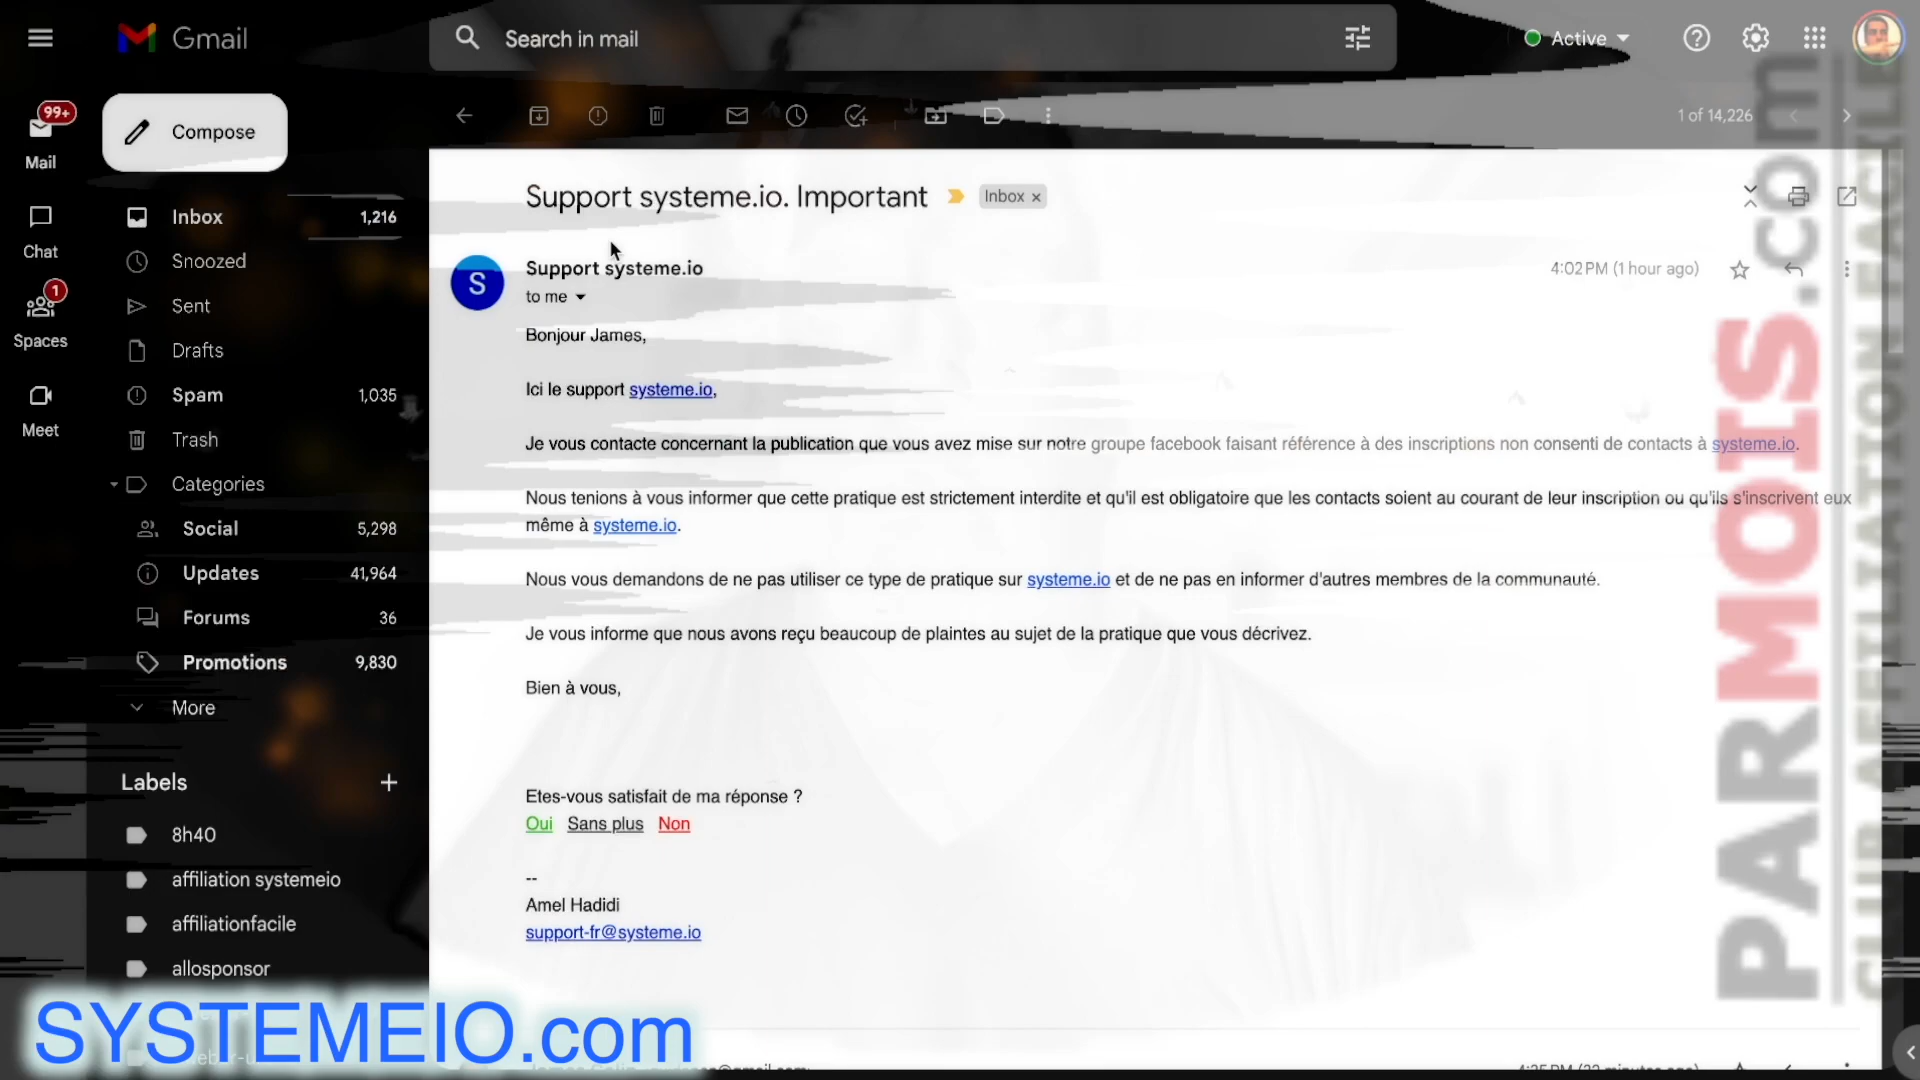 Gmail
Search in mail
Active
99+
Mail
Compose
1 of 14,226
Chat
1
Spaces
Meet
Inbox 1,216
Snoozed
Sent
Drafts
Spam 1,035
Trash
Categories
Social 5,298
Updates 41,964
Forums 36
Promotions 9,830
More
Labels
8h40
affiliation systemeio
affiliationfacile
allosponsor
Support systeme.io. Important
Inbox ×
S
Support systeme.io
4:02 PM (1 hour ago)
to me
Bonjour James,
Ici le support systeme.io,
Je vous contacte concernant la publication que vous avez mise sur notre groupe facebook faisant référence à des inscriptions non consenti de contacts à systeme.io.
Nous tenions à vous informer que cette pratique est strictement interdite et qu'il est obligatoire que les contacts soient au courant de leur inscription ou qu'ils s'inscrivent eux
même à systeme.io.
Nous vous demandons de ne pas utiliser ce type de pratique sur systeme.io et de ne pas en informer d'autres membres de la communauté.
Je vous informe que nous avons reçu beaucoup de plaintes au sujet de la pratique que vous décrivez.
Bien à vous,
Etes-vous satisfait de ma réponse ?
Oui Sans plus Non
--
Amel Hadidi
support-fr@systeme.io
PARMOIS.com
CLUB AFFILIATION FACILE
SYSTEMEIO.com